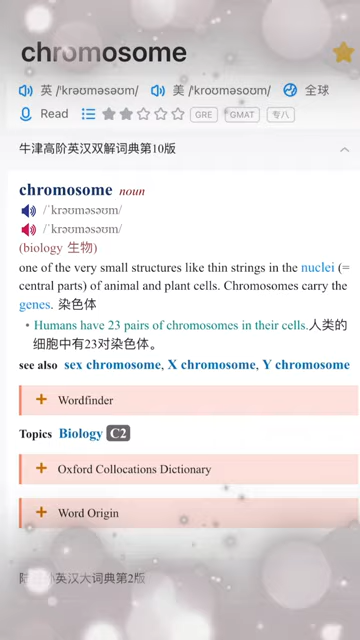 chromosome
英 /'krəʊməsəʊm/ 美 /'kroʊməsoʊm/ 全球
Read GRE GMAT 专八
牛津高阶英汉双解词典第10版
chromosome noun
/ˈkrəʊməsəʊm/
/ˈkrəʊməsəʊm/
(biology 生物)
one of the very small structures like thin strings in the nuclei (=
central parts) of animal and plant cells. Chromosomes carry the
genes. 染色体
• Humans have 23 pairs of chromosomes in their cells.人类的
细胞中有23对染色体。
see also sex chromosome, X chromosome, Y chromosome
+ Wordfinder
Topics Biology C2
+ Oxford Collocations Dictionary
+ Word Origin
英汉大词典第2版